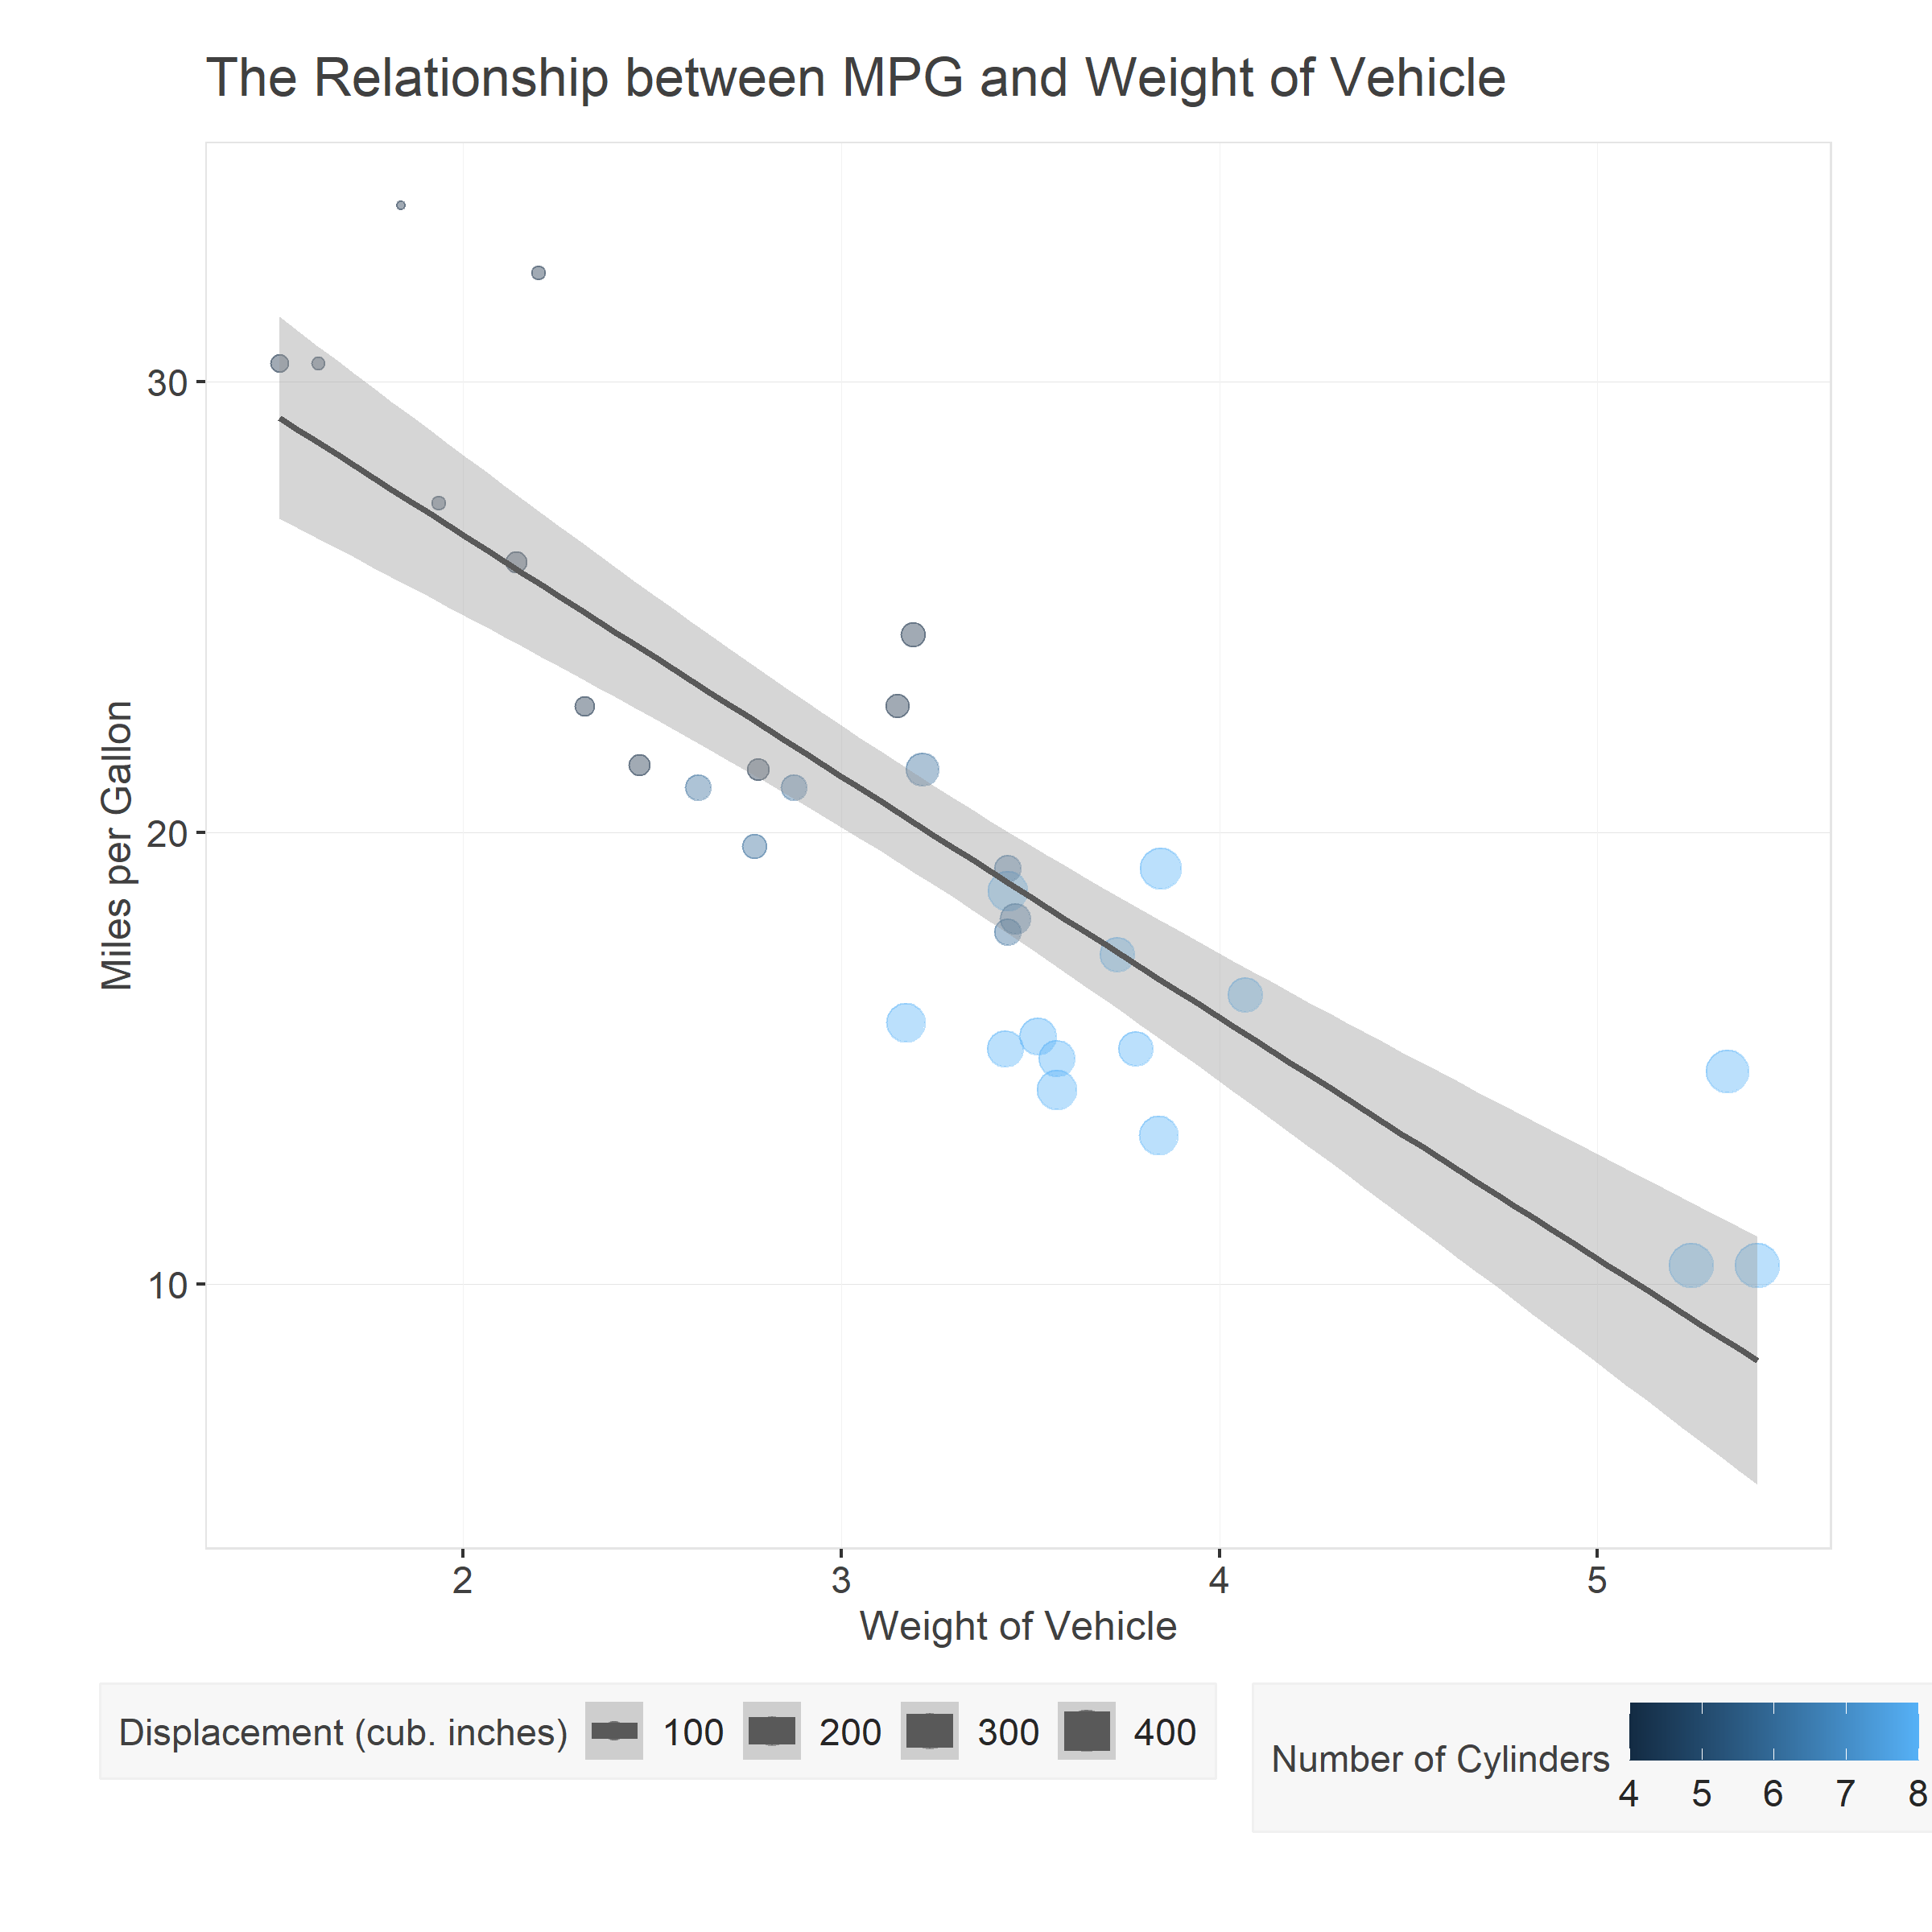 The Relationship between MPG and Weight of Vehicle
Miles per Gallon
30
20
10
2 3 4 5
Weight of Vehicle
Displacement (cub. inches) 100 200 300 400
Number of Cylinders
4 5 6 7 8